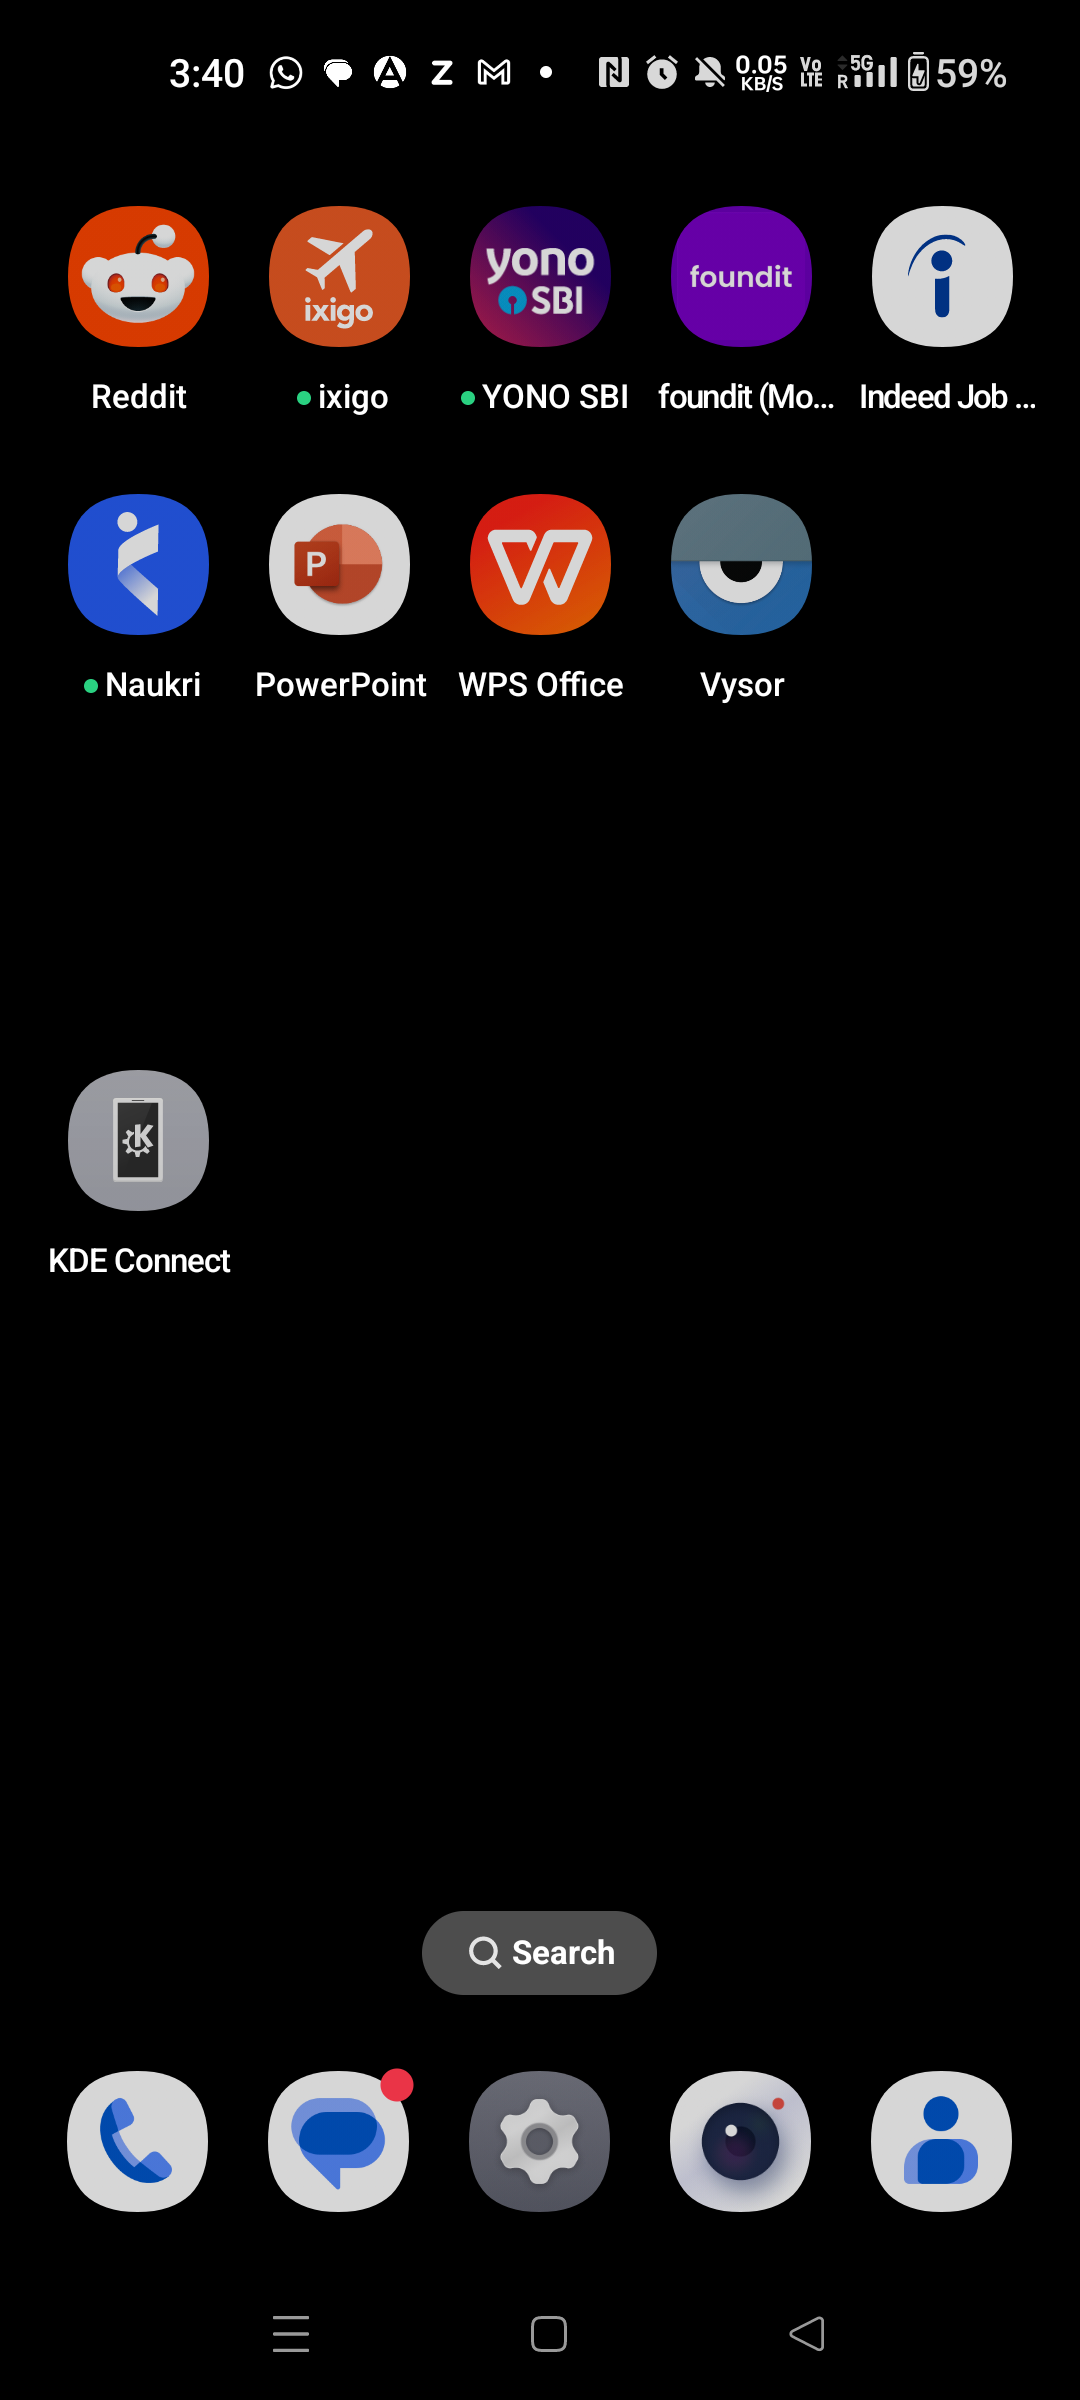 3:40 0.05 KB/S Vo LTE R 5G 59%
ixigo
yono SBI
foundit
Reddit
ixigo
YONO SBI
foundit (Mo...
Indeed Job ...
P
Naukri
PowerPoint
WPS Office
Vysor
KDE Connect
Search